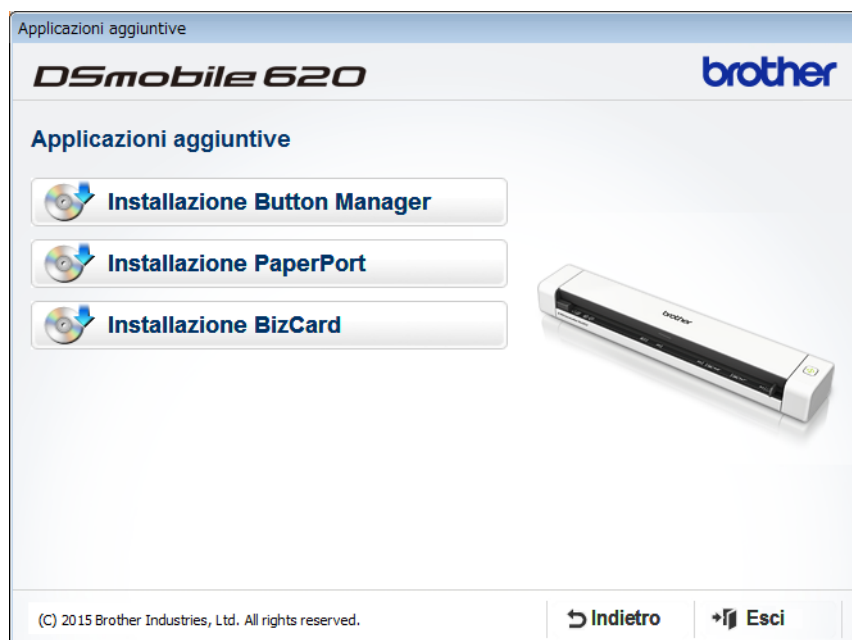 Applicazioni aggiuntive
DSmobile 620
brother
Applicazioni aggiuntive
Installazione Button Manager
Installazione PaperPort
Installazione BizCard
brother
(C) 2015 Brother Industries, Ltd. All rights reserved.
Indietro
Esci